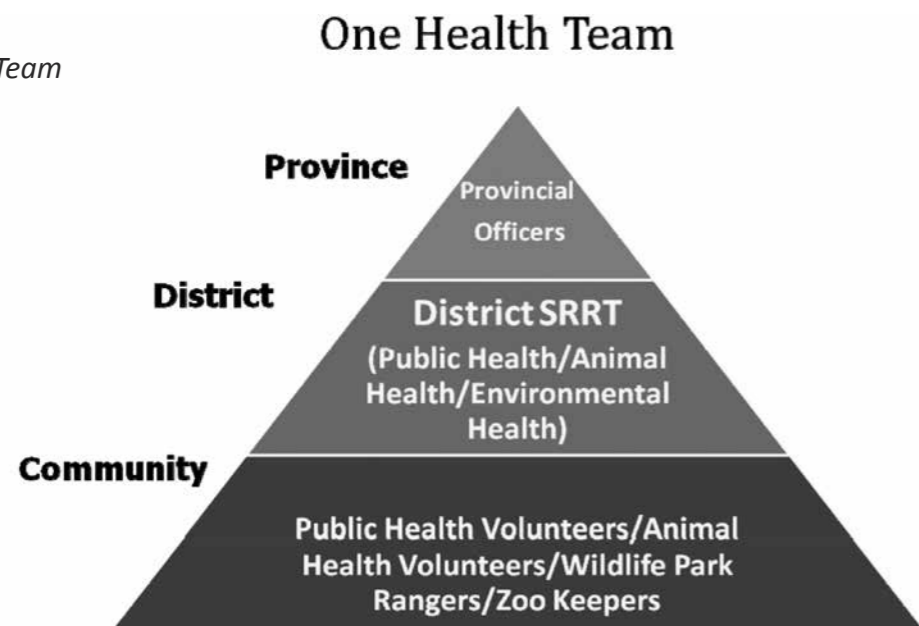 One Health Team
Team
Province
Provincial
Officers
District
District SRRT
(Public Health/Animal
Health/Environmental
Health)
Community
Public Health Volunteers/Animal
Health Volunteers/Wildlife Park
Rangers/Zoo Keepers